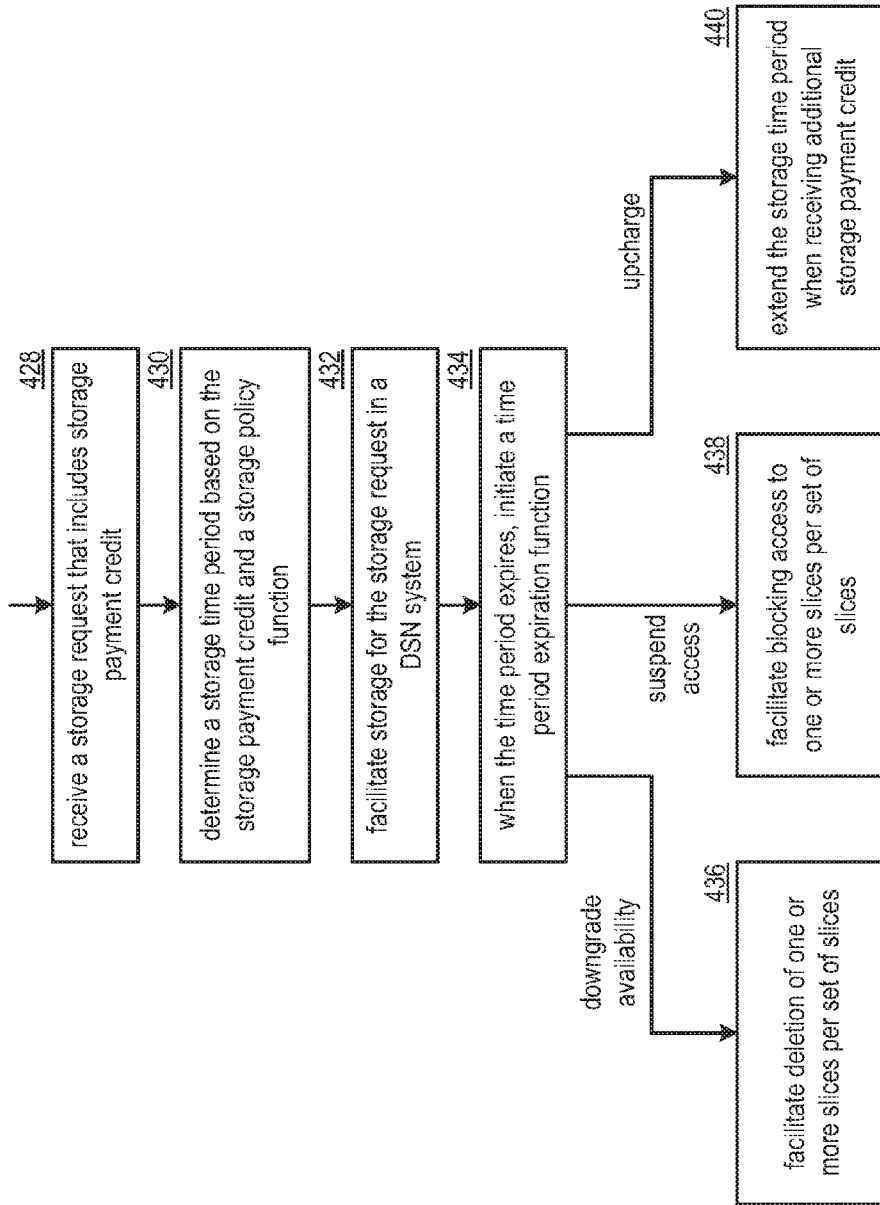 428
receive a storage request that includes storage
payment credit
430
determine a storage time period based on the
storage payment credit and a storage policy
function
432
facilitate for the storage request in a
DSN system
434
when the time period expires, initiate a time
period expiration function
downgrade
availability
suspend
access
upcharge
436
facilitate deletion of one or
more slices per set of slices
438
facilitate blocking access to
one or more slices per set of
slices
440
extend the storage time period
when receiving additional
storage payment credit